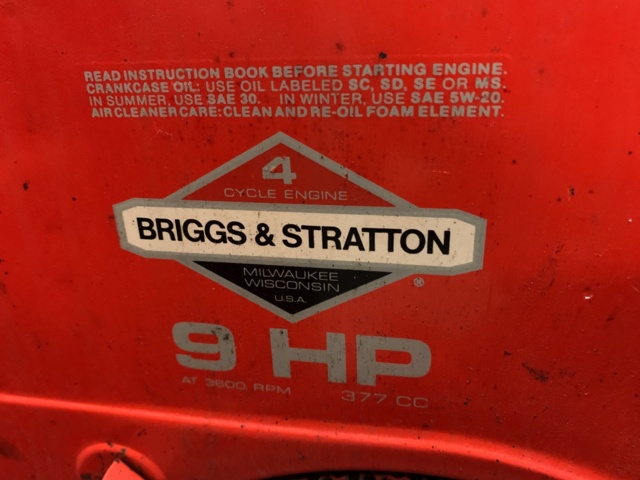 READ INSTRUCTION BOOK BEFORE STARTING ENGINE.
CRANKCASE OIL: USE OIL LABELED SC, SD, SE OR MS.
IN SUMMER, USE SAE 30. IN WINTER, USE SAE 5W-20.
AIR CLEANER CARE: CLEAN AND RE-OIL FOAM ELEMENT.
4
CYCLE ENGINE
BRIGGS & STRATTON
MILWAUKEE
WISCONSIN
U.S.A.
®
9 HP
AT 3600 RPM 377 CC